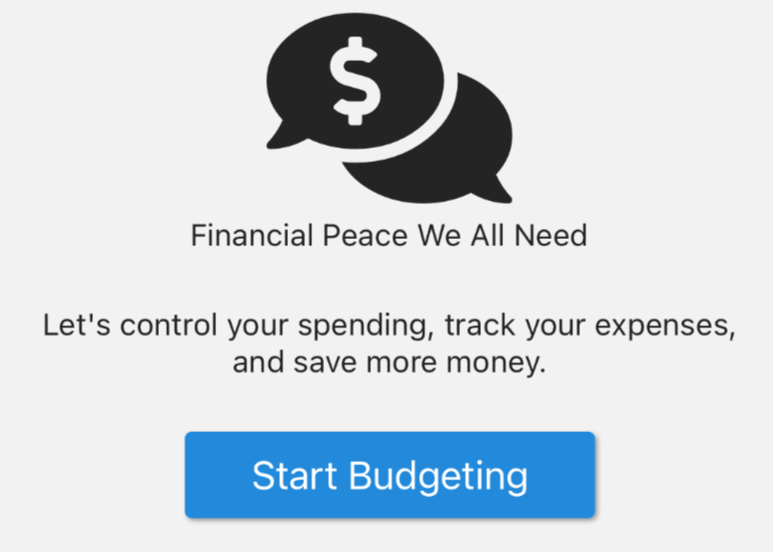 $
Financial Peace We All Need
Let's control your spending, track your expenses,
and save more money.
Start Budgeting